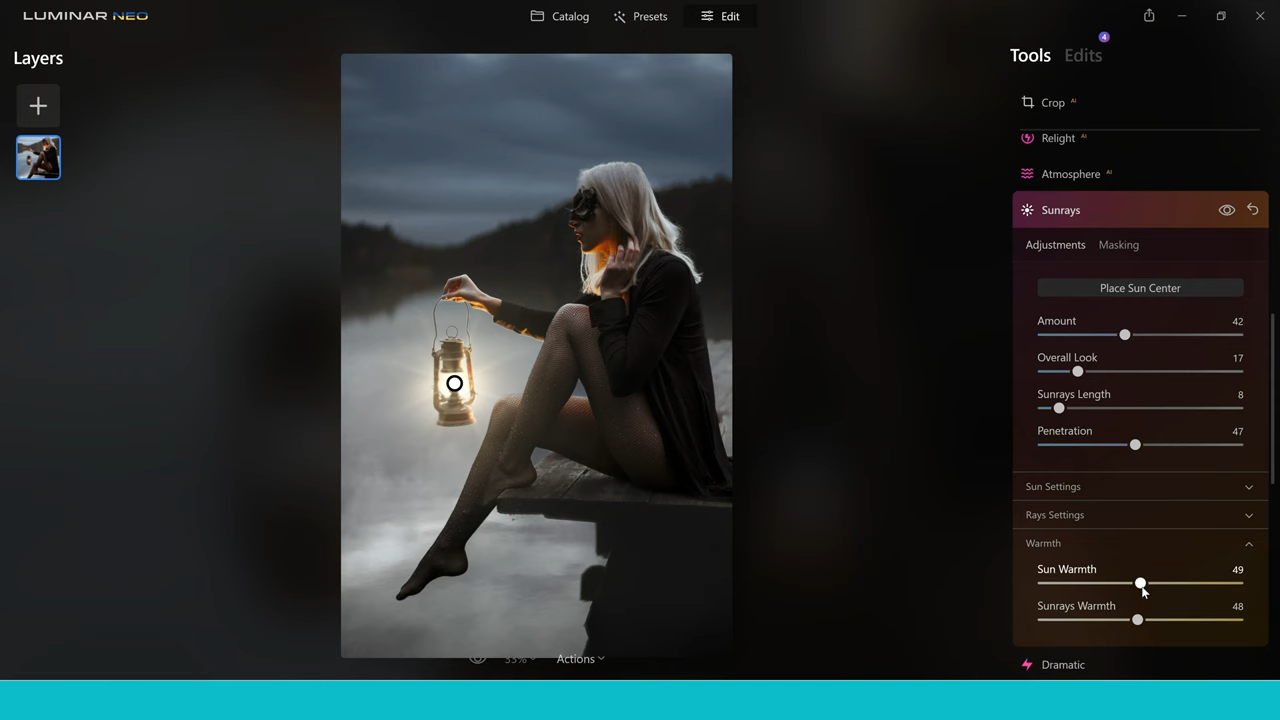 LUMINAR NEO
Catalog
Presets
Edit
Layers
4
Tools Edits
Crop AI
Relight AI
Atmosphere AI
Sunrays
Adjustments Masking
Place Sun Center
Amount 42
Overall Look 17
Sunrays Length 8
Penetration 47
Sun Settings
Rays Settings
Warmth
Sun Warmth 49
Sunrays Warmth 48
33% Actions
Dramatic